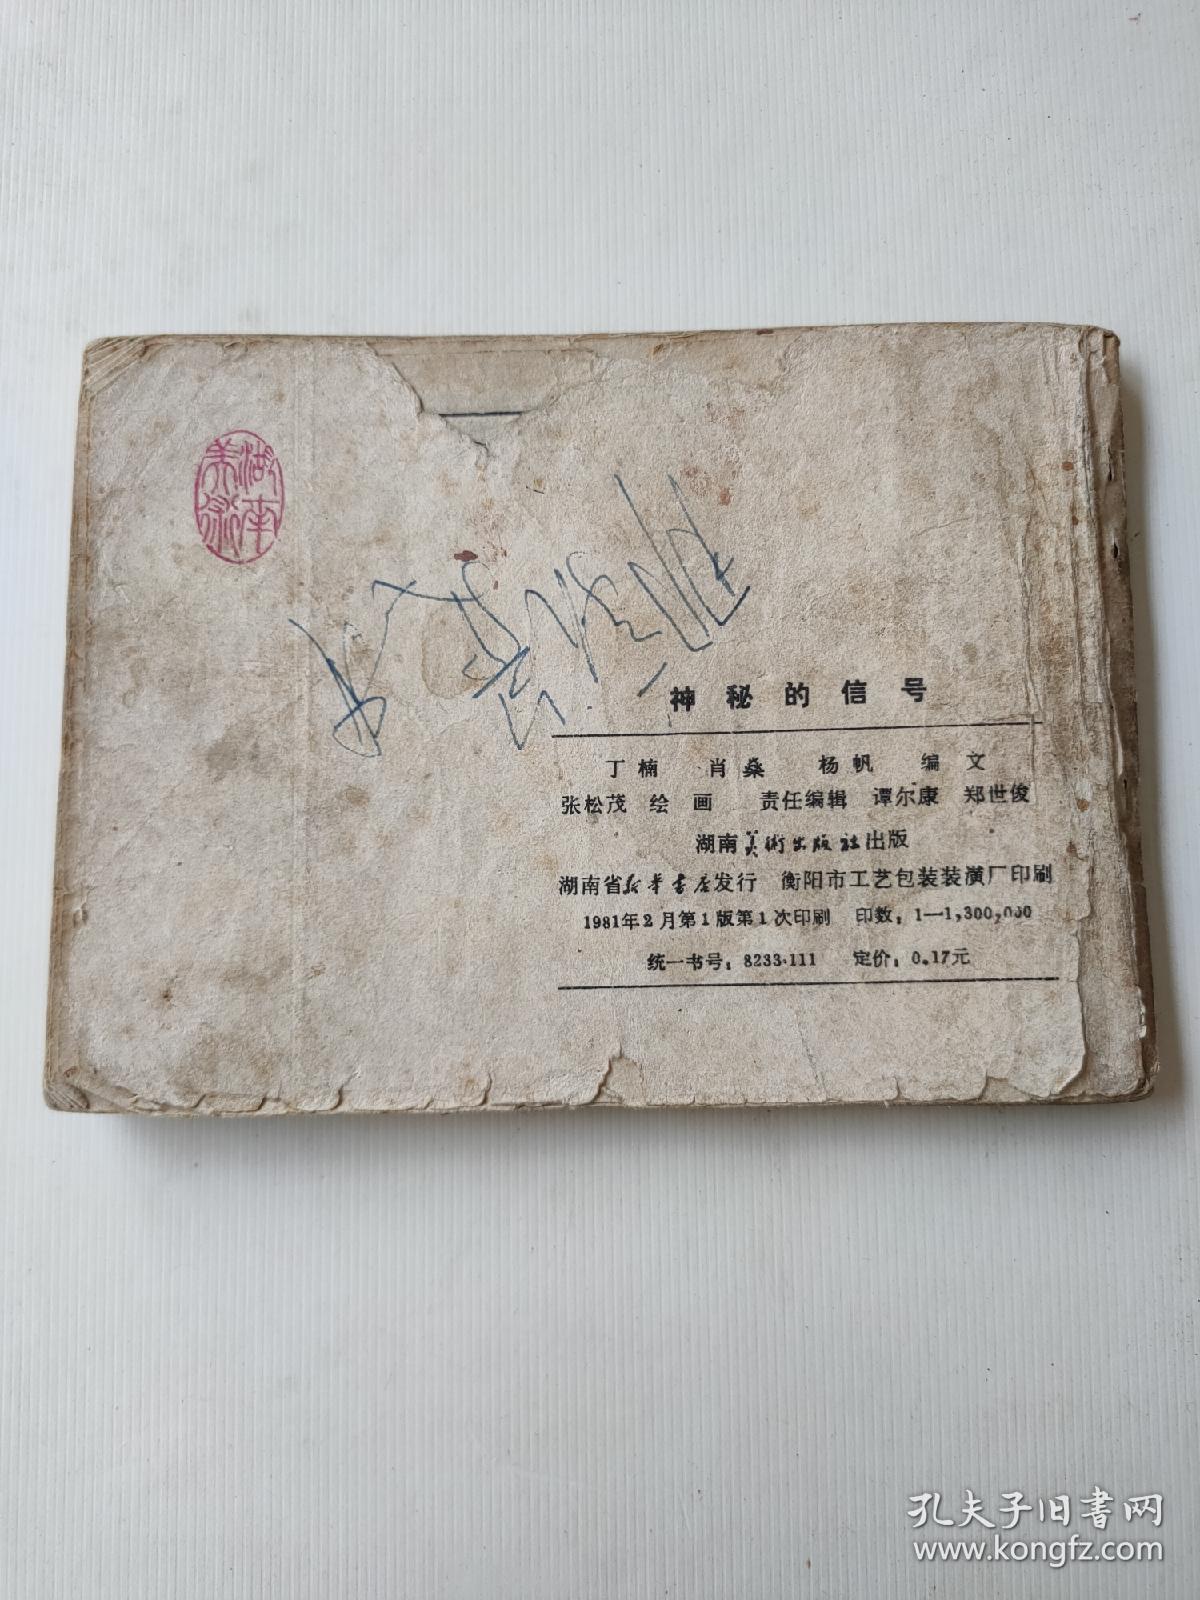 湖南
美术
神秘的信号
丁楠 肖燊 杨帆 编文
张松茂 绘画 责任编辑 谭尔康 郑世俊
湖南美術出版社出版
湖南省新华书店发行 衡阳市工艺包装装潢厂印刷
1981年2月第1版第1次印刷 印数：1—1,300,000
统一书号：8233·111 定价：0.17元
孔夫子旧书网
www.kongfz.com